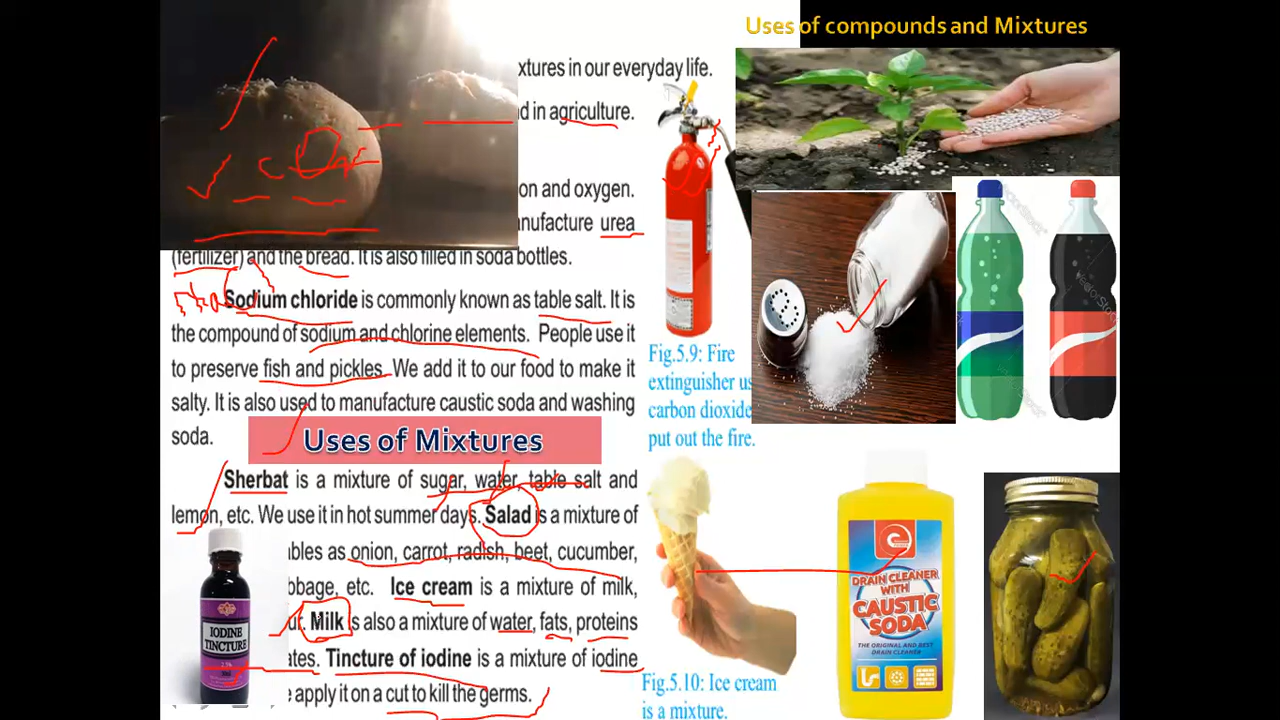 Uses of compounds and Mixtures
xtures in our everyday life.
d in agriculture.
on and oxygen.
nufacture urea
(fertilizer) and the bread. It is also filled in soda bottles.
Sodium chloride is commonly known as table salt. It is
the compound of sodium and chlorine elements. People use it
to preserve fish and pickles. We add it to our food to make it
salty. It is also used to manufacture caustic soda and washing
soda.
Uses of Mixtures
Sherbat is a mixture of sugar, water, table salt and
lemon, etc. We use it in hot summer days. Salad is a mixture of
bles as onion, carrot, radish, beet, cucumber,
bbage, etc. Ice cream is a mixture of milk,
ur. Milk is also a mixture of water, fats, proteins
ates. Tincture of iodine is a mixture of iodine
e apply it on a cut to kill the germs.
Fig.5.9: Fire
extinguisher us
carbon dioxide
put out the fire.
Fig.5.10: Ice cream
is a mixture.
IODINE
TINCTURE
DRAIN CLEANER
WITH
CAUSTIC
SODA
THE ORIGINAL AND BEST
DRAIN CLEANER